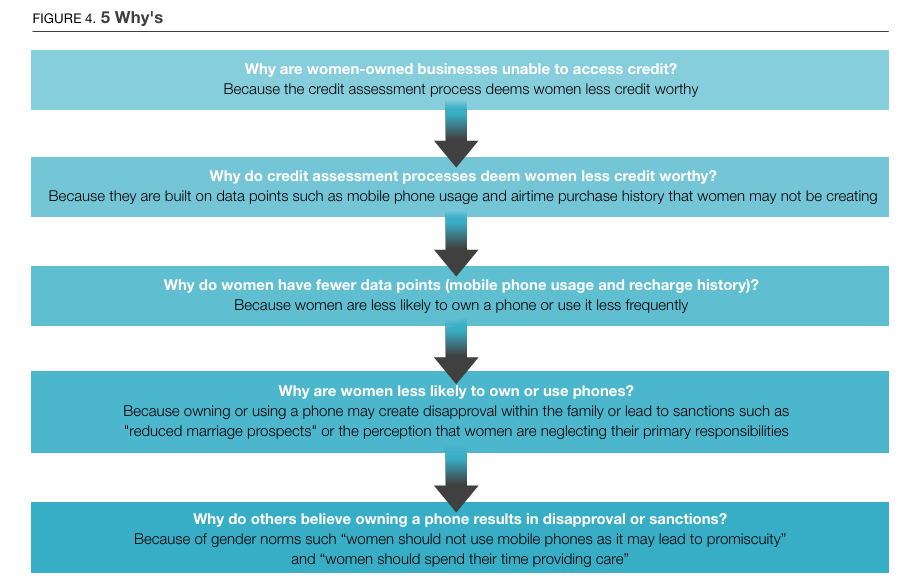 FIGURE 4. 5 Why's
Why are women-owned businesses unable to access credit?
Because the credit assessment process deems women less credit worthy
Why do credit assessment processes deem women less credit worthy?
Because they are built on data points such as mobile phone usage and airtime purchase history that women may not be creating
Why do women have fewer data points (mobile phone usage and recharge history)?
Because women are less likely to own a phone or use it less frequently
Why are women less likely to own or use phones?
Because owning or using a phone may create disapproval within the family or lead to sanctions such as
"reduced marriage prospects" or the perception that women are neglecting their primary responsibilities
Why do others believe owning a phone results in disapproval or sanctions?
Because of gender norms such “women should not use mobile phones as it may lead to promiscuity”
and “women should spend their time providing care”